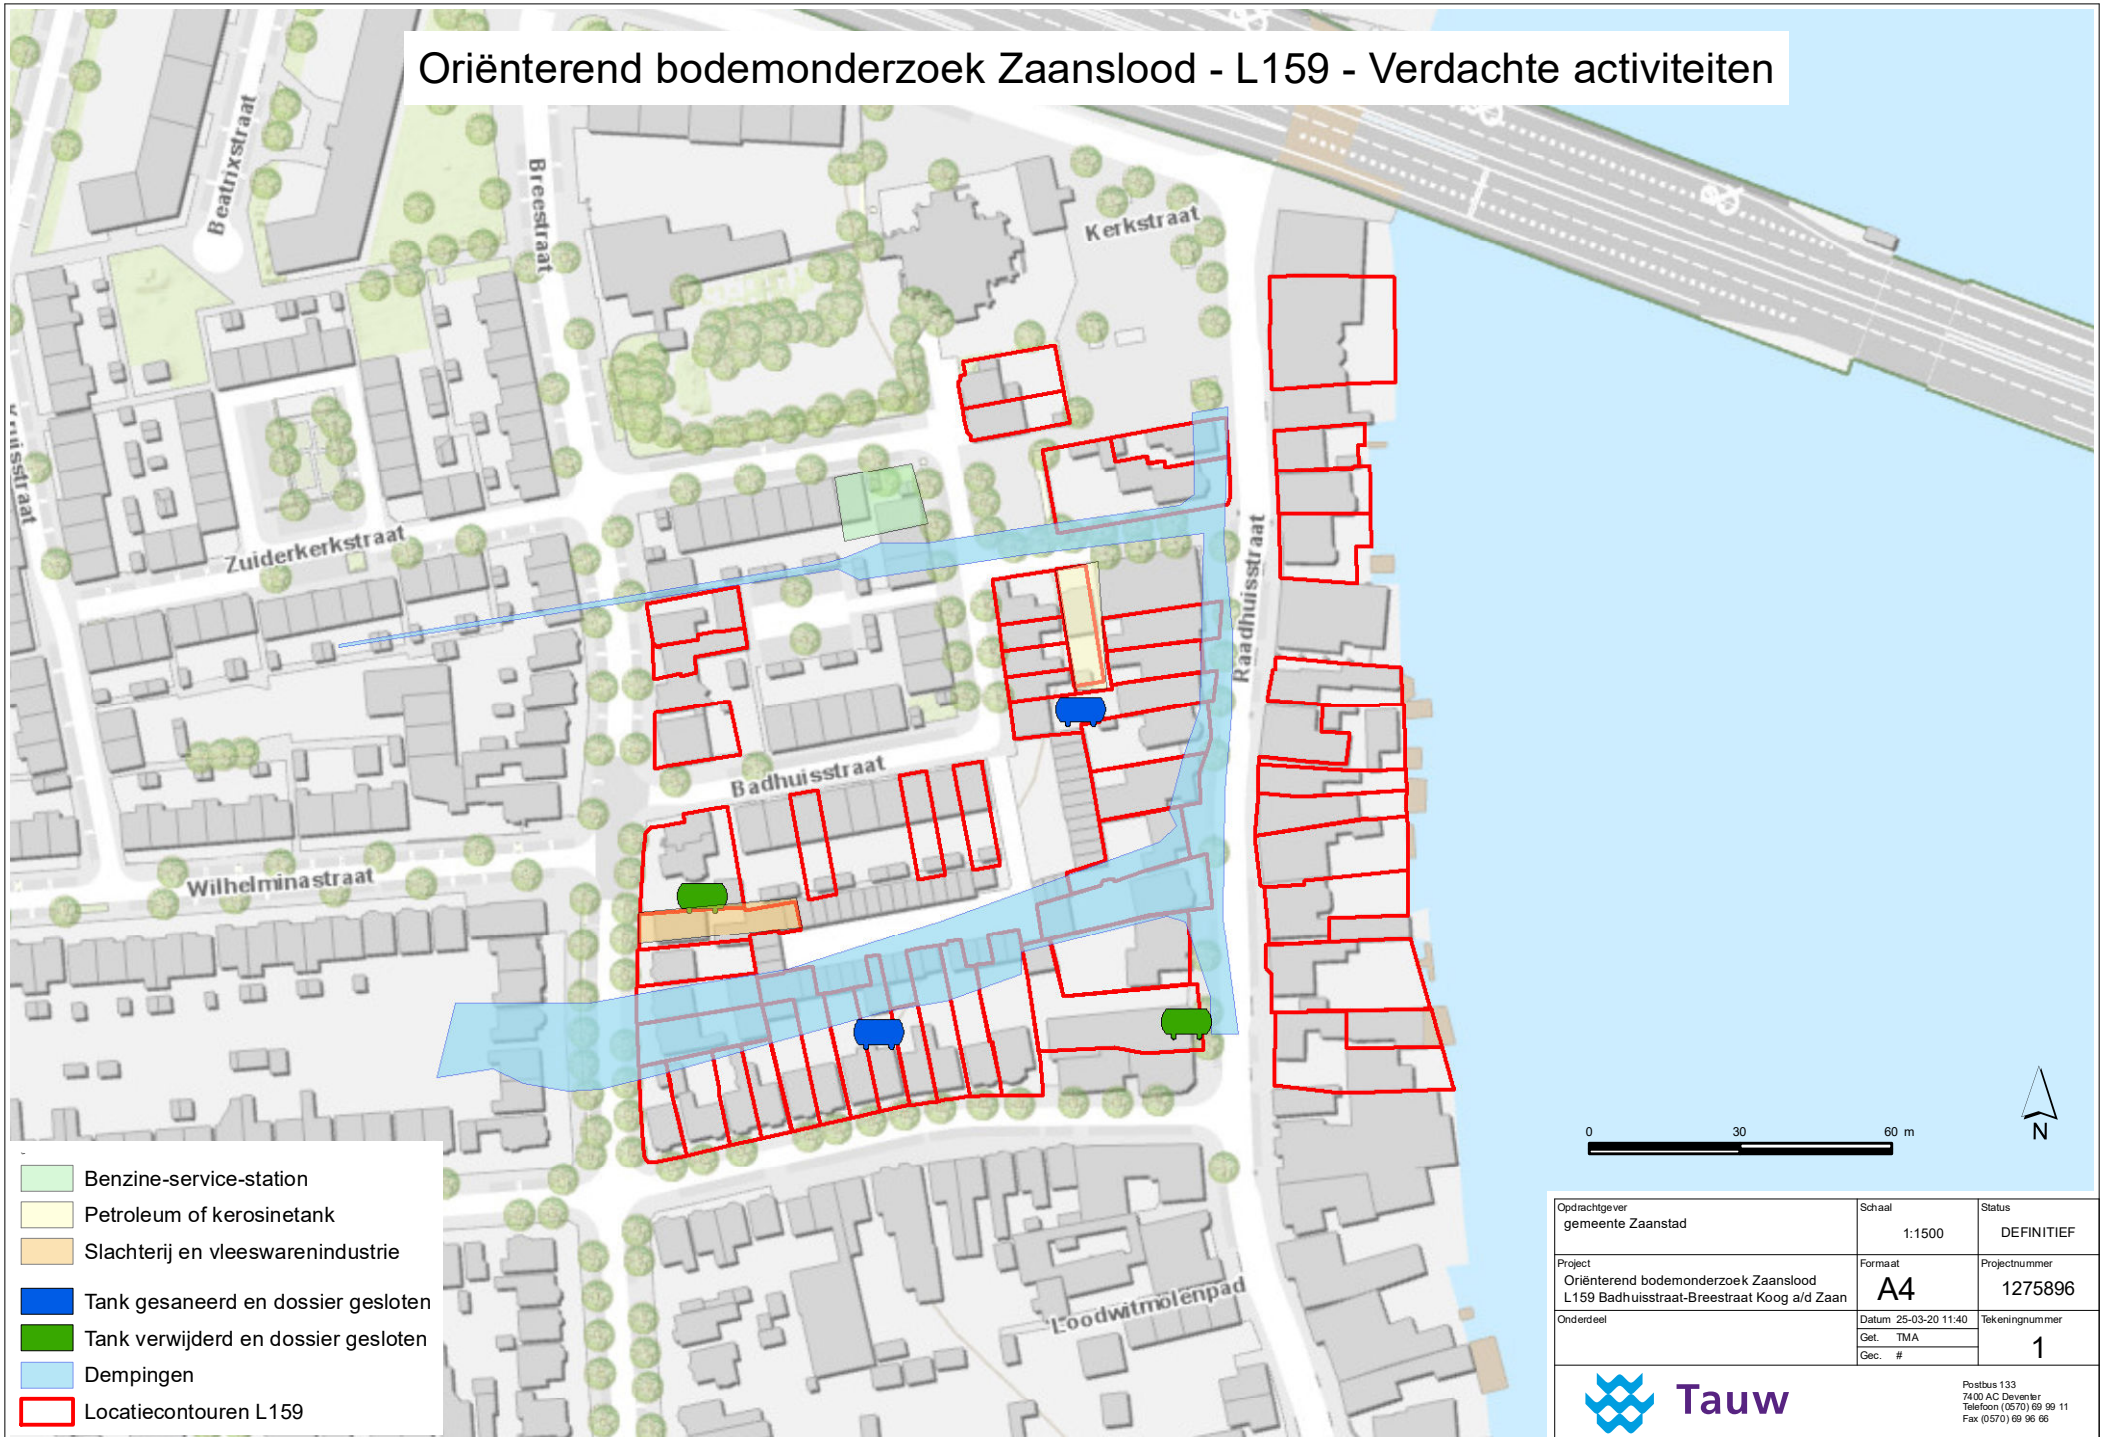 Oriënterend bodemonderzoek Zaanslood - L159 - Verdachte activiteiten
Beatrixstraat
Breestraat
Kerkstraat
Zuiderkerkstraat
Raadhuisstraat
Badhuisstraat
Wilhelminastraat
Loodwitmolenpad
Benzine-service-station
Petroleum of kerosinetank
Slachterij en vleeswarenindustrie
Tank gesaneerd en dossier gesloten
Tank verwijderd en dossier gesloten
Dempingen
Locatiecontouren L159
0 30 60 m
N
Opdrachtgever
gemeente Zaanstad
Schaal
1:1500
Status
DEFINITIEF
Project
Oriënterend bodemonderzoek Zaanslood
L159 Badhuisstraat-Breestraat Koog a/d Zaan
Formaat
A4
Projectnummer
1275896
Onderdeel
Datum 25-03-20 11:40
Get. TMA
Gec. #
Tekeningnummer
1
Tauw
Postbus 133
7400 AC Deventer
Telefoon (0570) 69 99 11
Fax (0570) 69 96 66